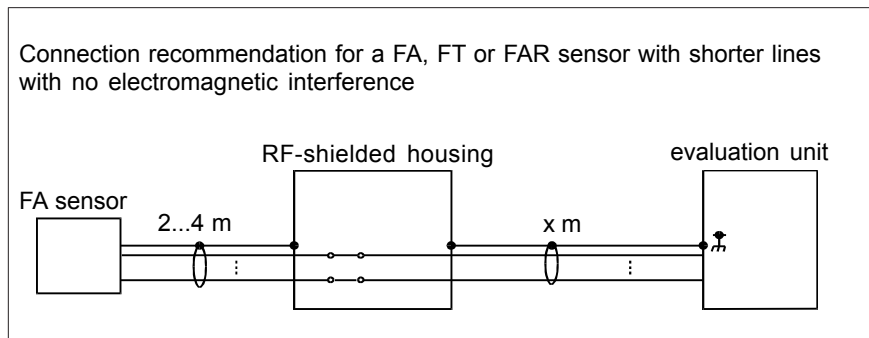 Connection recommendation for a FA, FT or FAR sensor with shorter lines
with no electromagnetic interference
RF-shielded housing
evaluation unit
FA sensor
2...4 m
x m